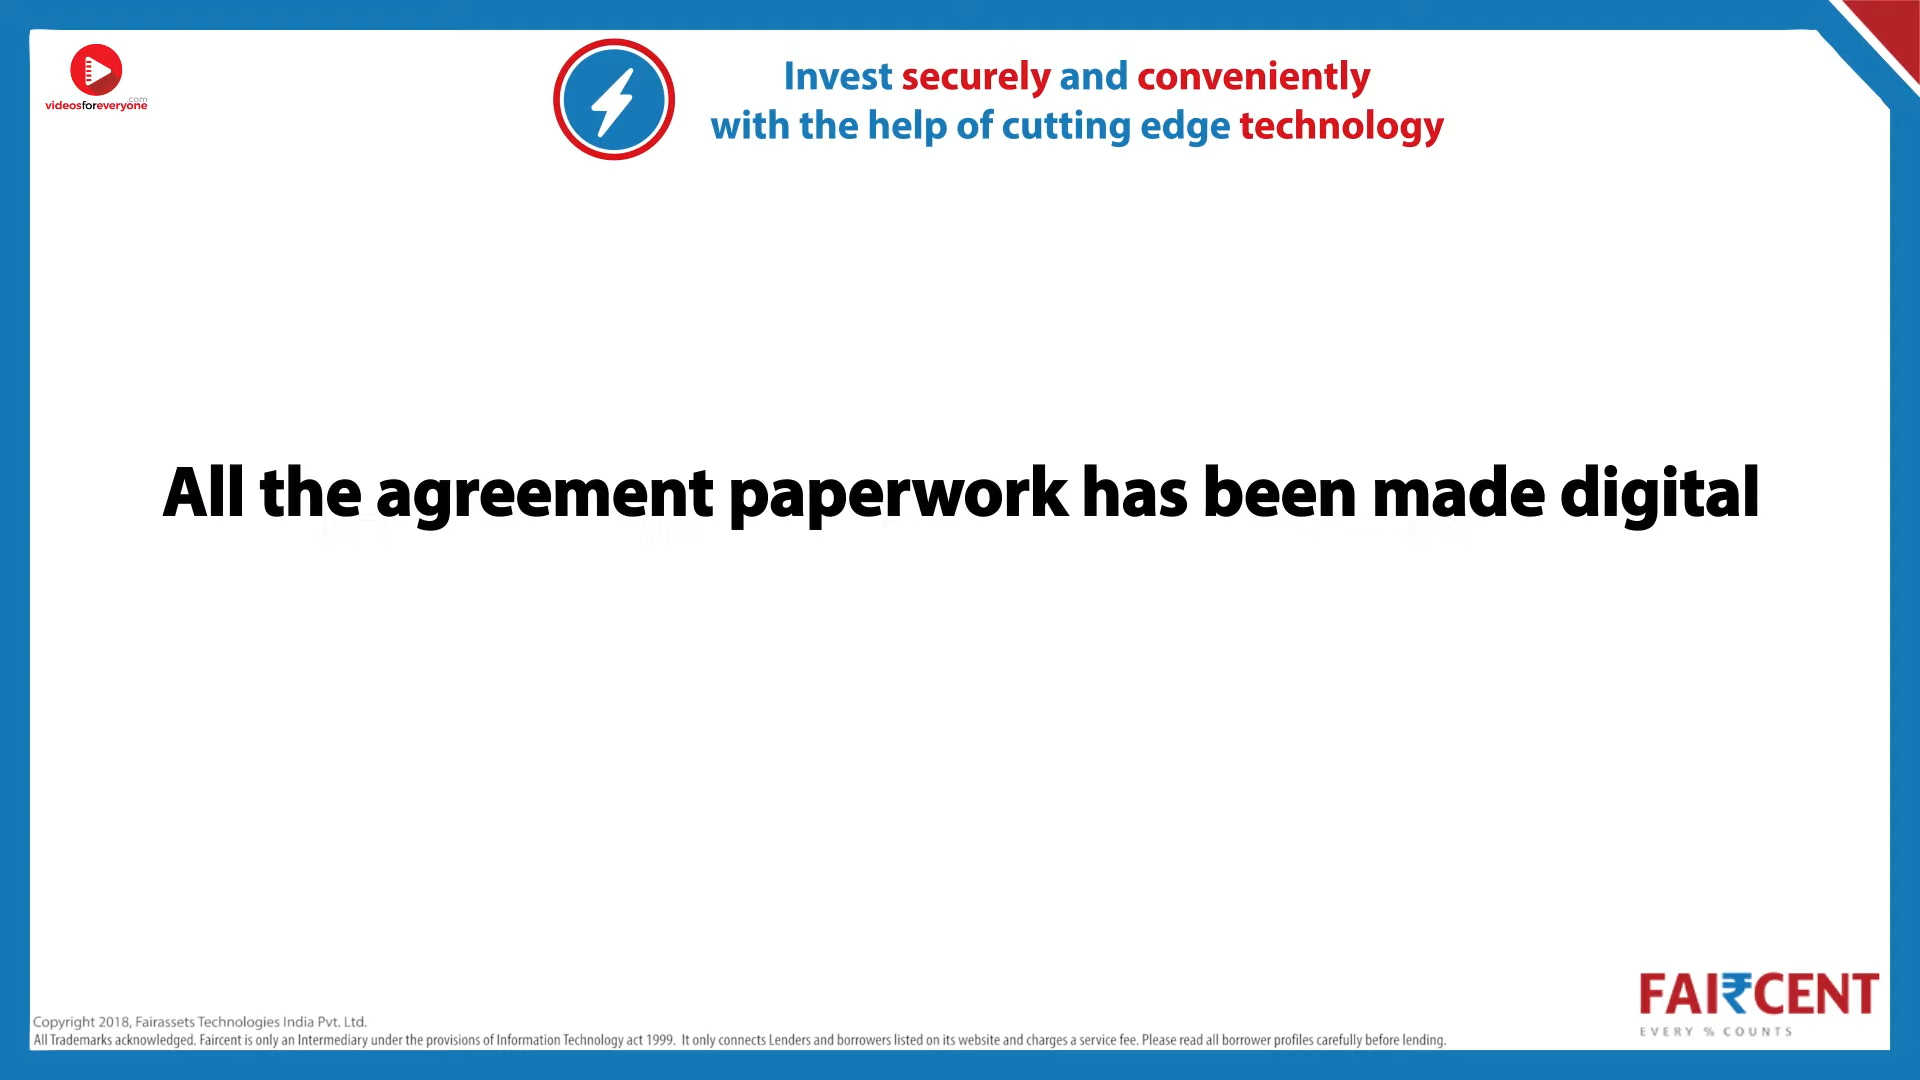 videosforeveryone
.com
Invest securely and conveniently
with the help of cutting edge technology
All the agreement paperwork has been made digital
FAI₹CENT
EVERY % COUNTS
Copyright 2018, Fairassets Technologies India Pvt. Ltd.
All Trademarks acknowledged. Faircent is only an Intermediary under the provisions of Information Technology act 1999. It only connects Lenders and borrowers listed on its website and charges a service fee. Please read all borrower profiles carefully before lending.